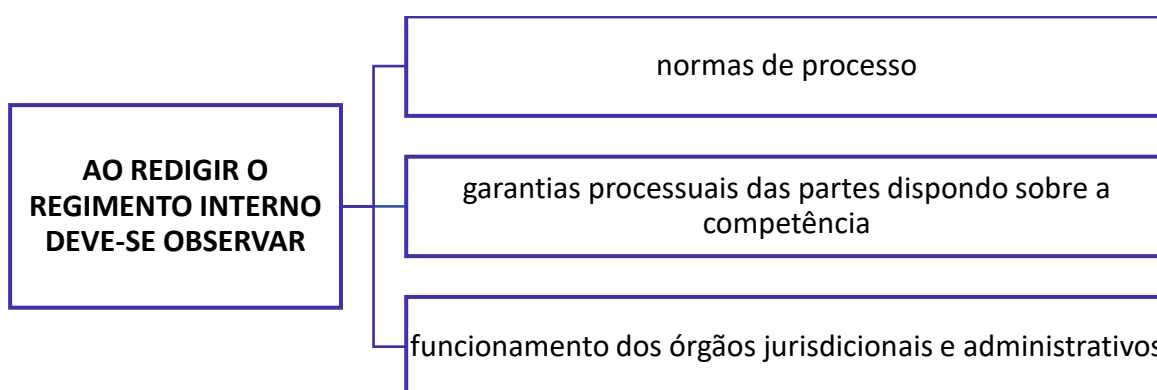 AO REDIGIR O
REGIMENTO INTERNO
DEVE-SE OBSERVAR
normas de processo
garantias processuais das partes dispondo sobre a
competência
funcionamento dos órgãos jurisdicionais e administrativos